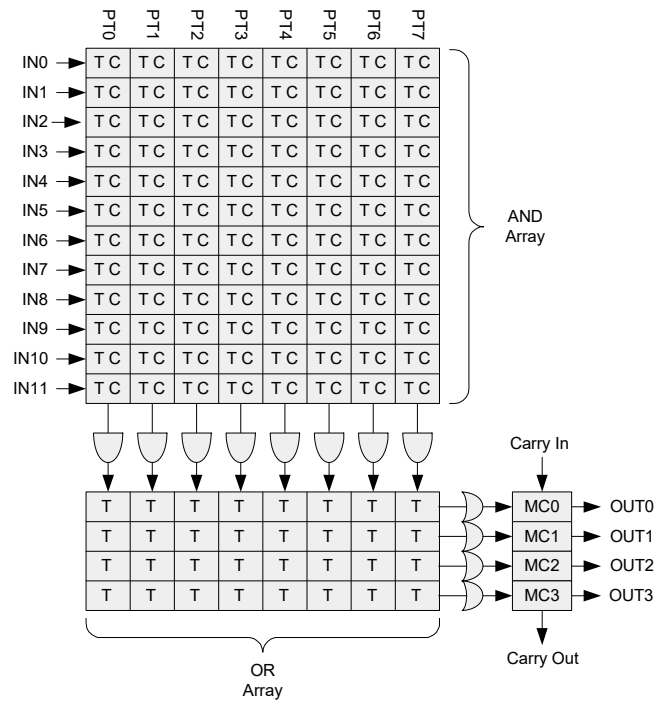 PT0 PT1 PT2 PT3 PT4 PT5 PT6 PT7
IN0 T C T C T C T C T C T C T C T C
IN1 T C T C T C T C T C T C T C T C
IN2 T C T C T C T C T C T C T C T C
IN3 T C T C T C T C T C T C T C T C
IN4 T C T C T C T C T C T C T C T C
IN5 T C T C T C T C T C T C T C T C
IN6 T C T C T C T C T C T C T C T C
IN7 T C T C T C T C T C T C T C T C
IN8 T C T C T C T C T C T C T C T C
IN9 T C T C T C T C T C T C T C T C
IN10 T C T C T C T C T C T C T C T C
IN11 T C T C T C T C T C T C T C T C
AND
Array
Carry In
T T T T T T T T MC0 OUT0
T T T T T T T T MC1 OUT1
T T T T T T T T MC2 OUT2
T T T T T T T T MC3 OUT3
Carry Out
OR
Array